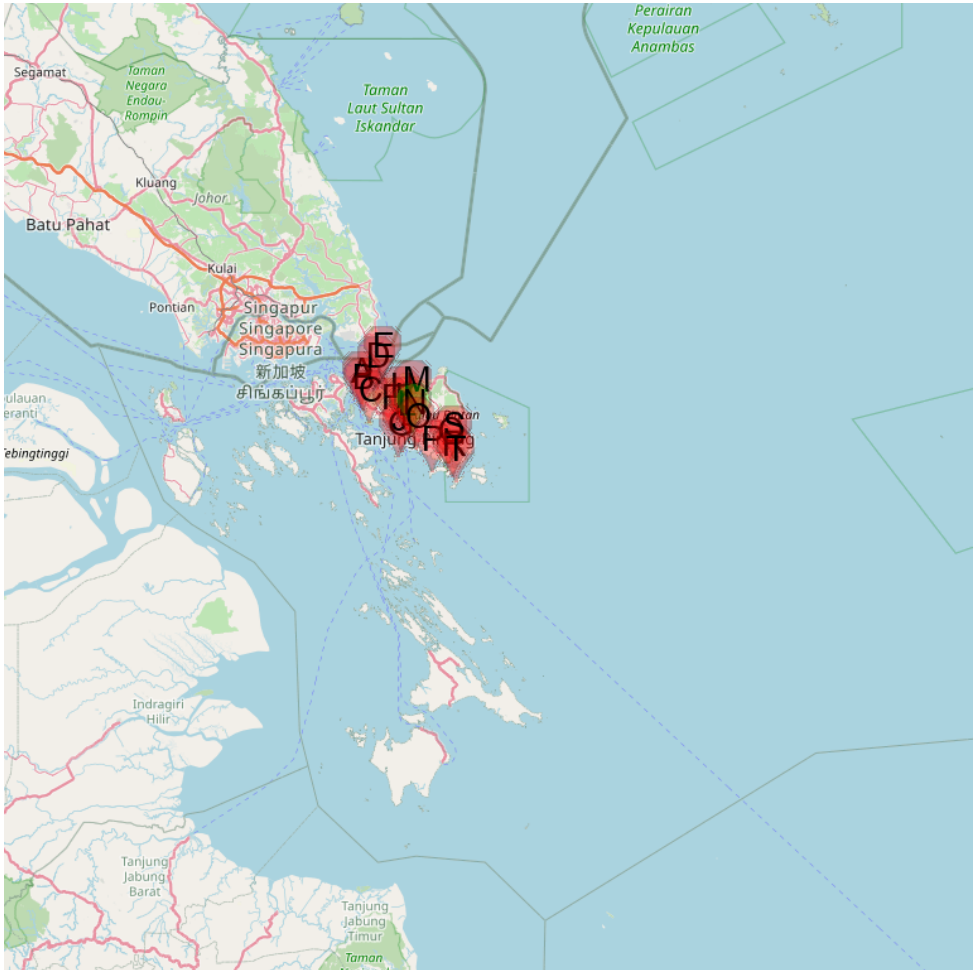 Perairan
Kepulauan
Anambas
Segamat
Taman
Negara
Endau-
Rompin
Taman
Laut Sultan
Iskandar
Kluang
Johor
Batu Pahat
Kulai
Pontian
Singapur
Singapore
Singapura
新加坡
சிங்கப்பூர்
E
D
A
C
M
N
O
J
S
T
Tanjung
Tebingtinggi
Indragiri
Hilir
Tanjung
Jabung
Barat
Tanjung
Jabung
Timur
Taman